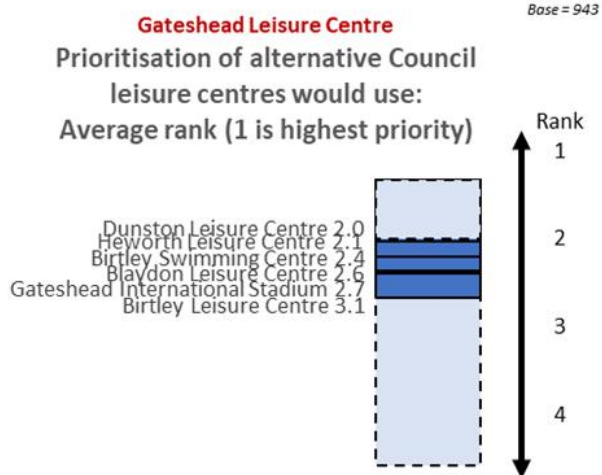 Base = 943
Gateshead Leisure Centre
Prioritisation of alternative Council
leisure centres would use:
Average rank (1 is highest priority)
Rank
1
Dunston Leisure Centre 2.0
2
Heworth Leisure Centre 2.1
Birtley Swimming Centre 2.4
Blaydon Leisure Centre 2.6
Gateshead International Stadium 2.7
Birtley Leisure Centre 3.1
3
4